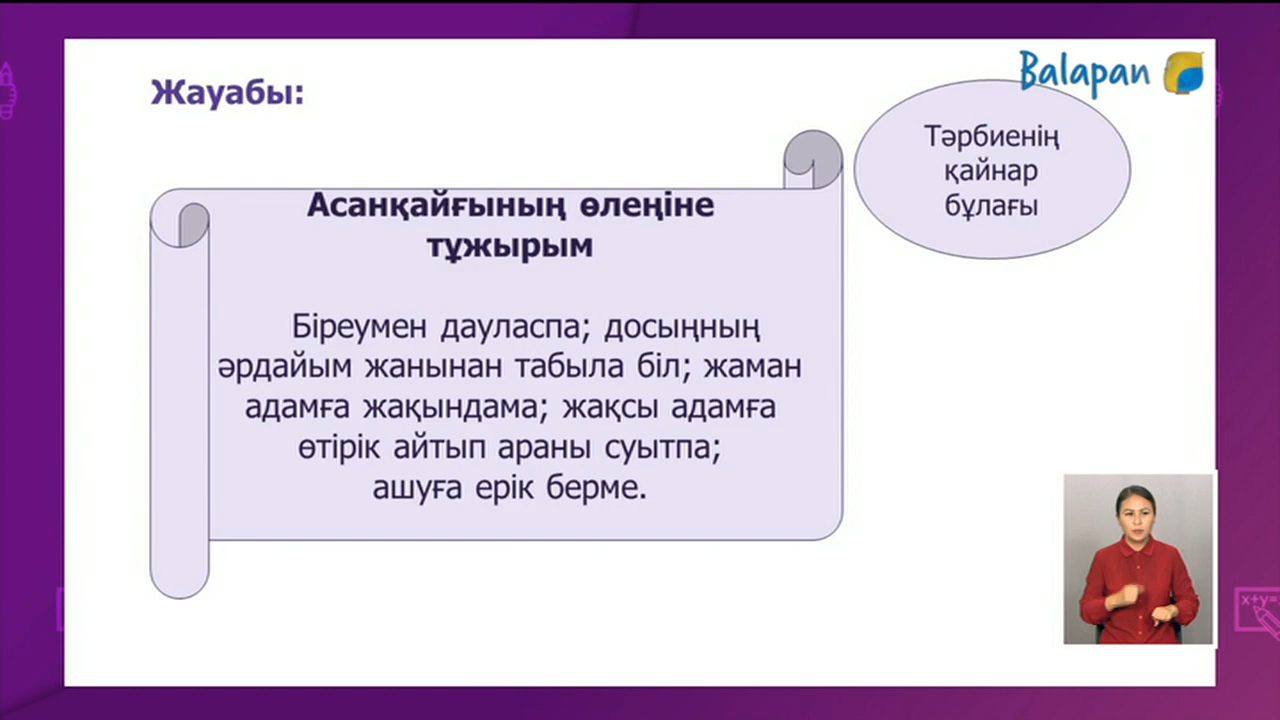 Жауабы:
Balapan
Тәрбиенің
қайнар
бұлағы
Асанқайғының өлеңіне
тұжырым
Біреумен дауласпа; досыңның
әрдайым жанынан табыла біл; жаман
адамға жақындама; жақсы адамға
өтірік айтып араны суытпа;
ашуға ерік берме.
x+y=